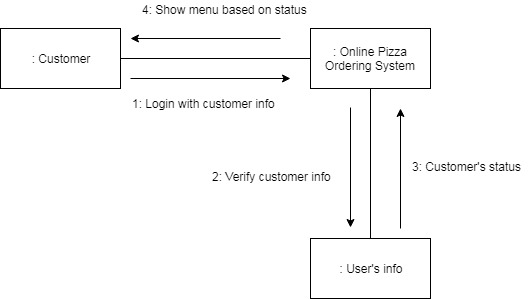 4: Show menu based on status
: Customer
: Online Pizza
Ordering System
1: Login with customer info
2: Verify customer info
3: Customer's status
: User's info